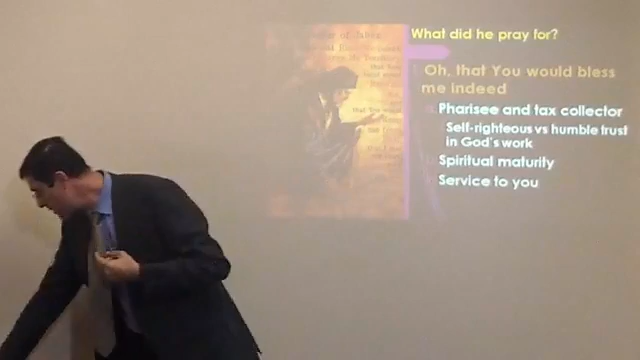 What did he pray for?
Oh, that You would bless
me indeed
Pharisee and tax collector
Self-righteous vs humble trust
in God's work
Spiritual maturity
Service to you